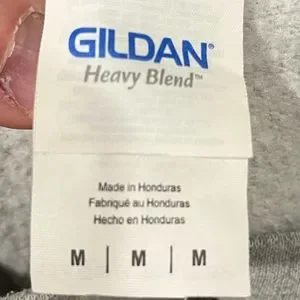 GILDAN®
Heavy Blend™
Made in Honduras
Fabriqué au Honduras
Hecho en Honduras
M | M | M